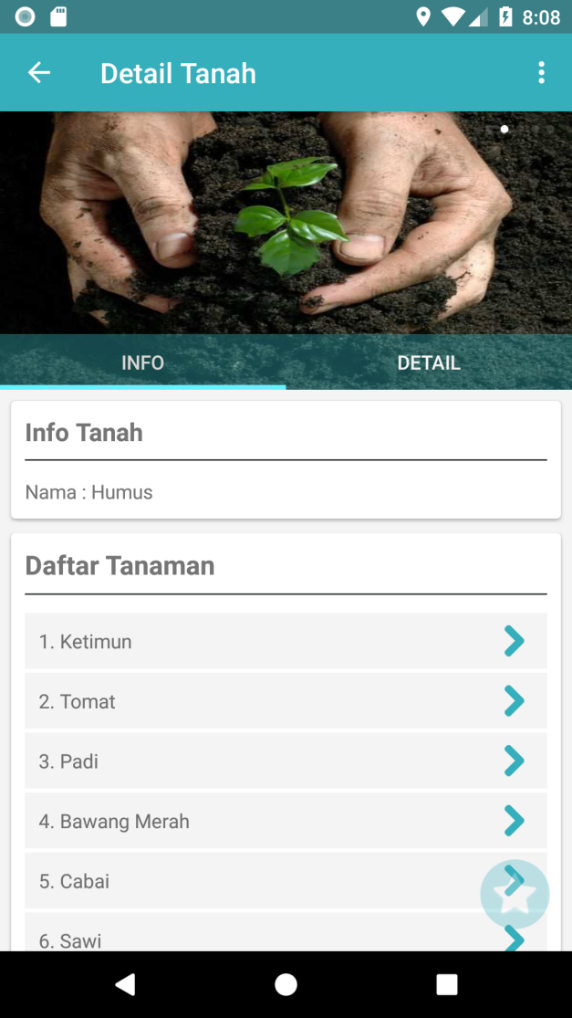 8:08
Detail Tanah
INFO
DETAIL
Info Tanah
Nama : Humus
Daftar Tanaman
1. Ketimun
2. Tomat
3. Padi
4. Bawang Merah
5. Cabai
6. Sawi